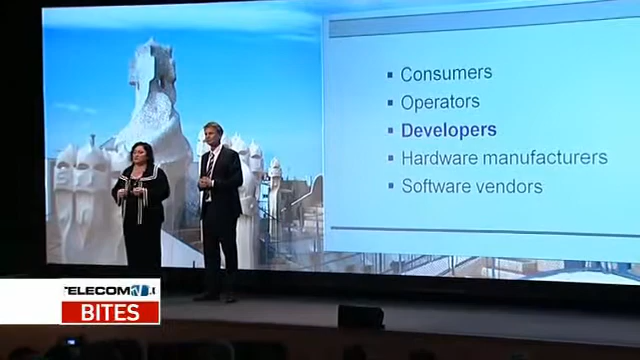 Consumers
Operators
Developers
Hardware manufacturers
Software vendors
TELECOM
BITES